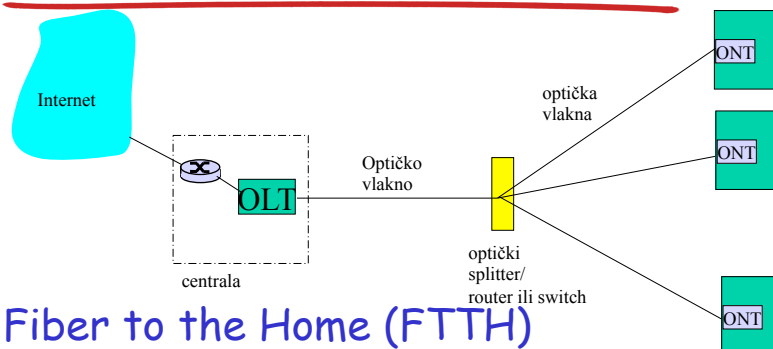 ONT
optička
vlakna
Internet
ONT
Optičko
vlakno
OLT
optički
splitter/
router ili switch
centrala
ONT
Fiber to the Home (FTTH)